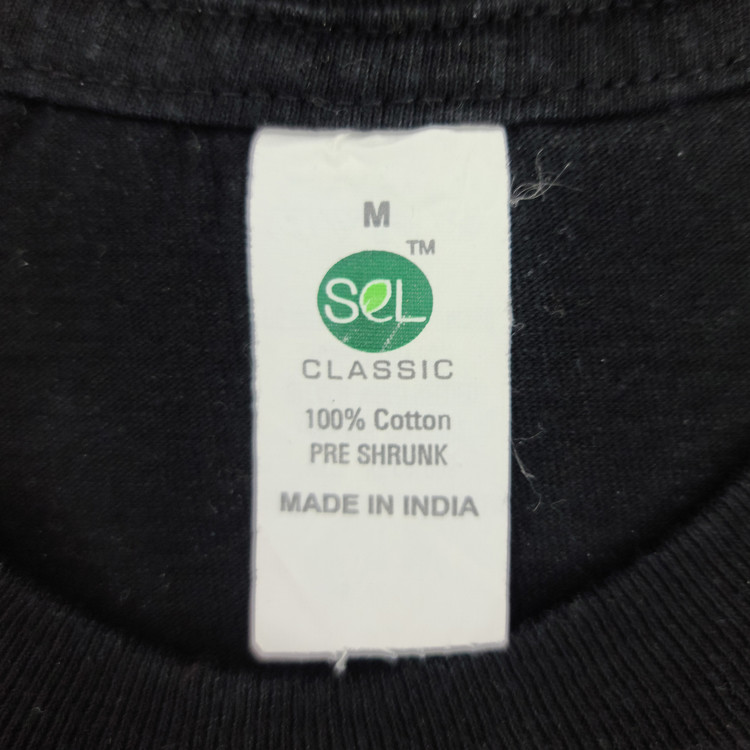 M
TM
SeL
CLASSIC
100% Cotton
PRE SHRUNK
MADE IN INDIA